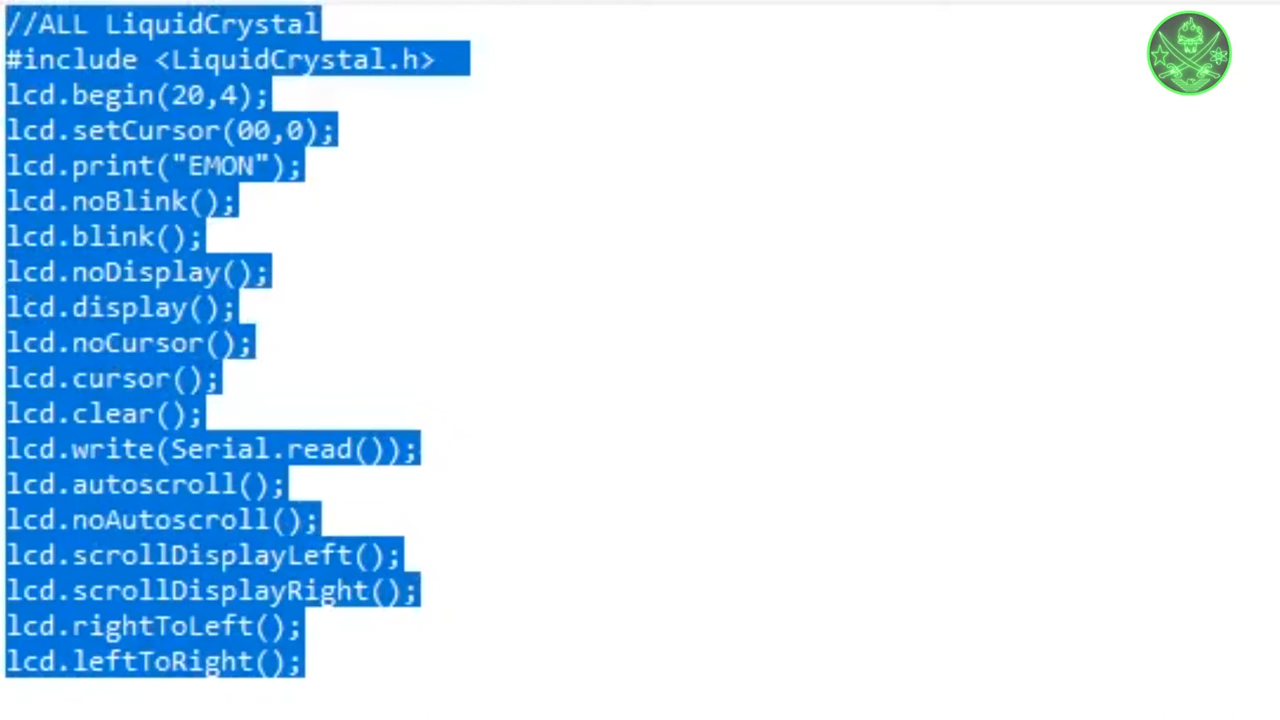 //ALL LiquidCrystal
#include <LiquidCrystal.h>
lcd.begin(20,4);
lcd.setCursor(00,0);
lcd.print("EMON");
lcd.noBlink();
lcd.blink();
lcd.noDisplay();
lcd.display();
lcd.noCursor();
lcd.cursor();
lcd.clear();
lcd.write(Serial.read());
lcd.autoscroll();
lcd.noAutoscroll();
lcd.scrollDisplayLeft();
lcd.scrollDisplayRight();
lcd.rightToLeft();
lcd.leftToRight();